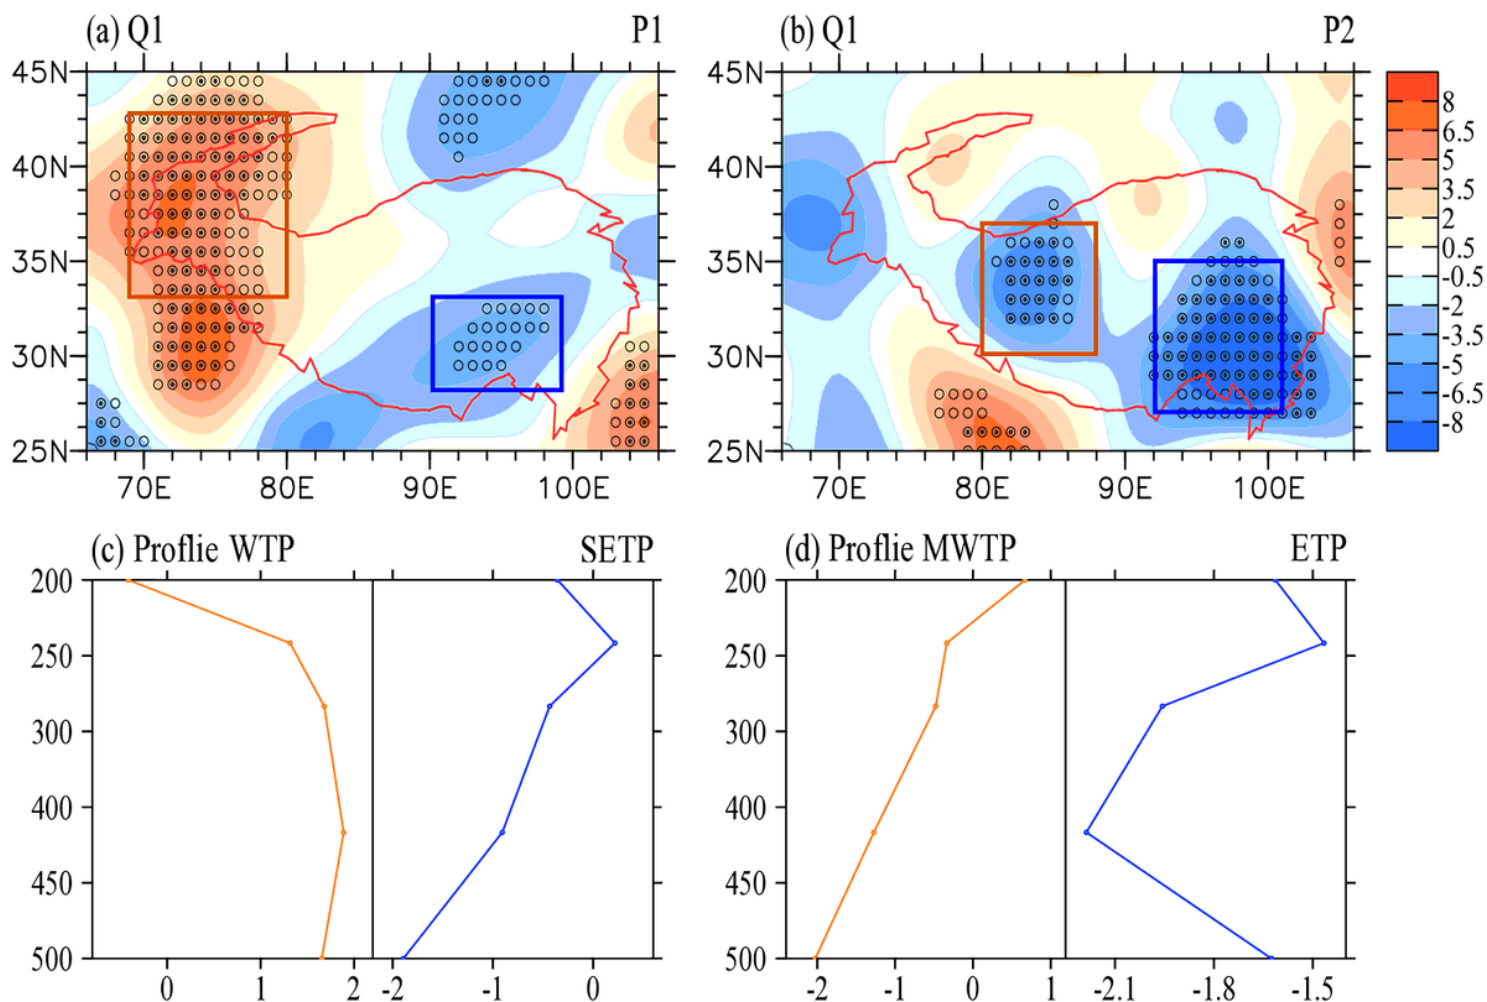 (a) Q1 P1
45N
40N
35N
30N
25N
70E 80E 90E 100E
(b) Q1 P2
45N
40N
35N
30N
25N
70E 80E 90E 100E
8
6.5
5
3.5
2
0.5
-0.5
-2
-3.5
-5
-6.5
-8
(c) Proflie WTP SETP
200
250
300
400
450
500
0 1 2 -2 -1 0
(d) Proflie MWTP ETP
200
250
300
400
450
500
-2 -1 0 1 -2.1 -1.8 -1.5